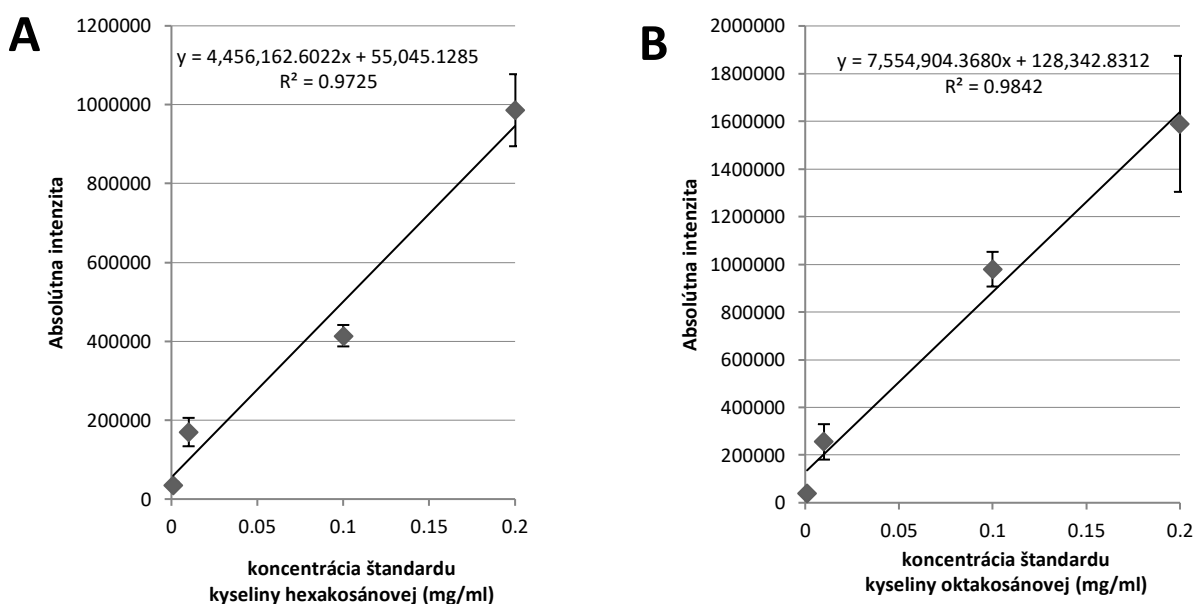 A
y = 4,456,162.6022x + 55,045.1285
R² = 0.9725
1200000
1000000
800000
600000
400000
200000
0
Absolútna intenzita
0 0.05 0.1 0.15 0.2
koncentrácia štandardu
kyseliny hexakosánovej (mg/ml)
B
y = 7,554,904.3680x + 128,342.8312
R² = 0.9842
2000000
1800000
1600000
1400000
1200000
1000000
800000
600000
400000
200000
0
Absolútna intenzita
0 0.05 0.1 0.15 0.2
koncentrácia štandardu
kyseliny oktakosánovej (mg/ml)